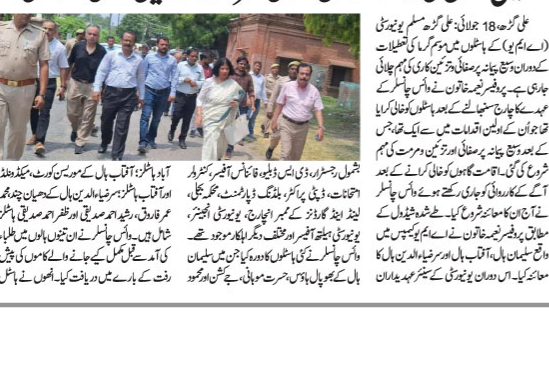 علی گڑھ، 18 جولائی: علی گڑھ مسلم یونیورسٹی
(اے ایم یو) کے ہاسٹلوں میں موسم گرما کی تعطیلات
کے دوران وسیع پیمانہ پر صفائی و تزئین کاری کی مہم چلائی
جارہی ہے۔ پروفیسر نعیمہ خاتون نے وائس چانسلر کے
عہدے کا چارج سنبھالنے کے بعد ہاسٹلوں کو خالی کرایا
تھا جو اُن کے اولین اقدامات میں سے ایک تھا، جس
کے بعد وسیع پیمانہ پر صفائی اور تزئین و مرمت کی مہم
شروع کی گئی۔ اقامت گاہوں کو خالی کرانے کے بعد
آگے کے کارروائی کو جاری رکھتے ہوئے وائس چانسلر
نے آج ان کا معائنہ شروع کیا۔ طے شدہ شیڈول کے
مطابق پروفیسر نعیمہ خاتون نے اے ایم یو کیمپس میں
واقع سلیمان ہال، آفتاب ہال اور سر ضیاء الدین ہال کا
معائنہ کیا۔ اس دوران یونیورسٹی کے سینئر عہدیداران
بشمول رجسٹرار، ڈی ایس ڈبلیو، فائنانس آفیسر، کنٹرولر
امتحانات، ڈپٹی پراکٹر، بلڈنگ ڈپارٹمنٹ، محکمہ بجلی،
لینڈ اینڈ گارڈنز کے ممبر انچارج، یونیورسٹی انجینئر،
یونیورسٹی ہیلتھ آفیسر اور مختلف دیگر اہلکار موجود تھے۔
وائس چانسلر نے کئی ہاسٹلوں کا دورہ کیا جن میں سلیمان
ہال کے بھوپال ہاؤس، حسرت موہانی، جے کشن اور محمود
آباد ہاسٹلز؛ آفتاب ہال کے موریسن کورٹ، میکڈونلڈ
اور آفتاب ہاسٹلز؛ سر ضیاء الدین ہال کے دھیان چند،
عمر فاروق، رشید احمد صدیقی اور ظفر احمد صدیقی ہاسٹلز
شامل ہیں۔ وائس چانسلر نے ان تینوں ہالوں میں طلباء
کی آمد سے قبل مکمل کیے جانے والے کاموں کی پیش
رفت کے بارے میں دریافت کیا۔ انھوں نے ہاسٹل